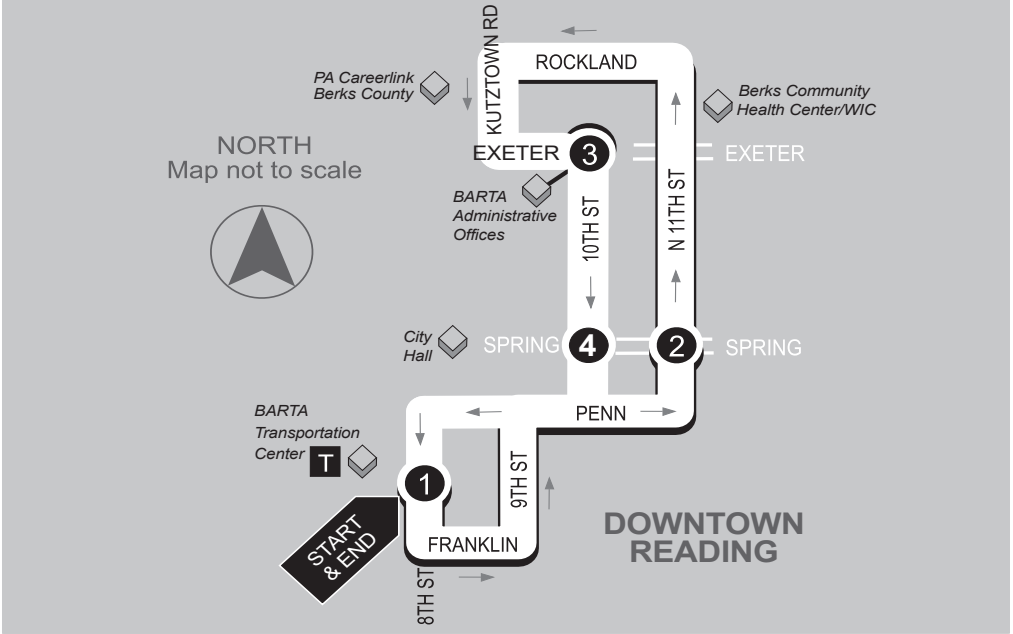 KUTZTOWN RD
ROCKLAND
PA Careerlink
Berks County
Berks Community
Health Center/WIC
NORTH
Map not to scale
EXETER
3
EXETER
BARTA
Administrative
Offices
10TH ST
N 11TH ST
City
Hall
SPRING
4
2
SPRING
PENN
BARTA
Transportation
Center
T
1
9TH ST
START
& END
FRANKLIN
8TH ST
DOWNTOWN
READING